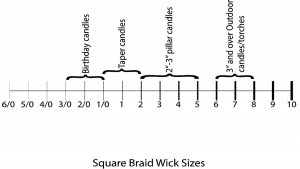 Birthday candles
Taper candles
2"-3" pillar candles
3" and over Outdoor
candles/torches
6/0 5/0 4/0 3/0 2/0 1/0 1 2 3 4 5 6 7 8 9 10
Square Braid Wick Sizes